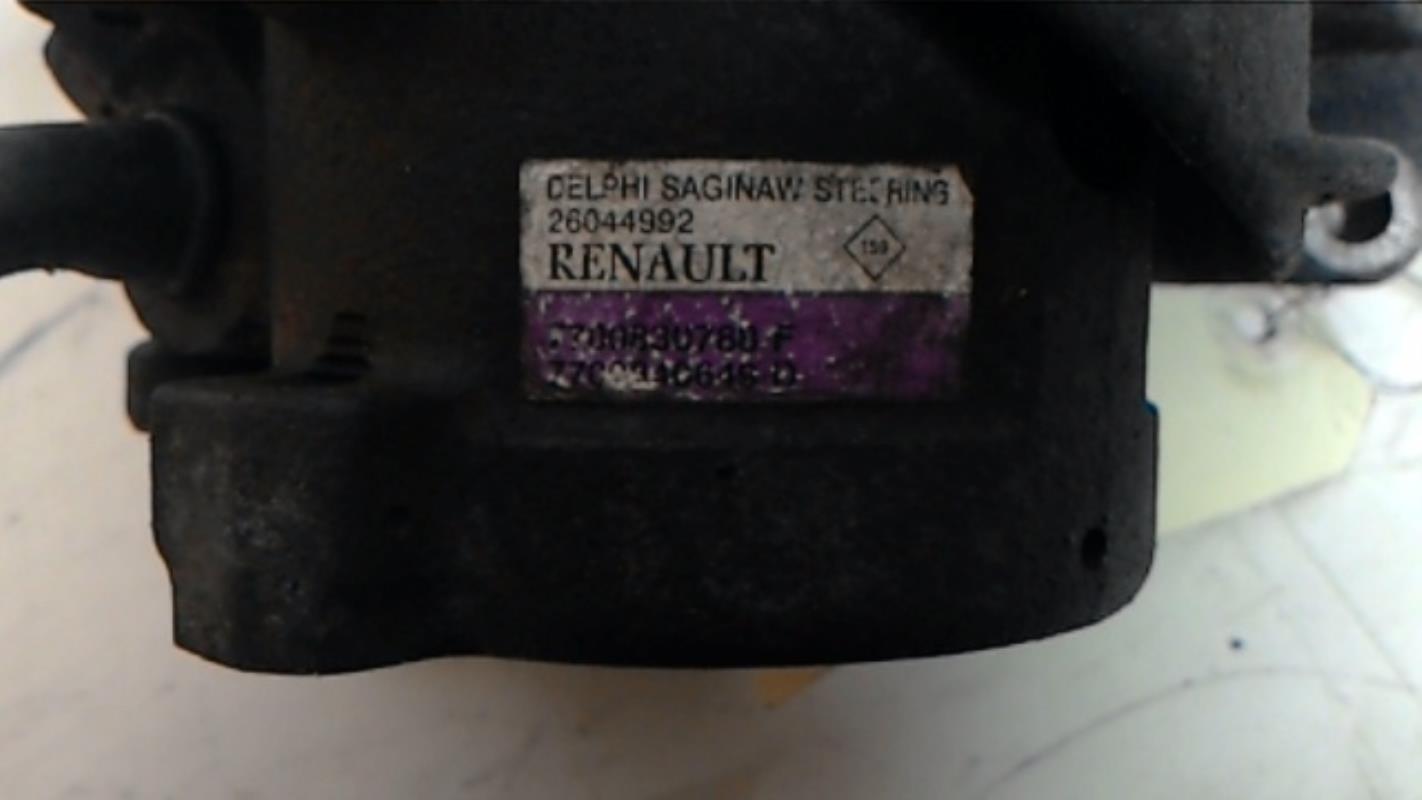 DELPHI SAGINAW STEERING
26044992
RENAULT
159
7700830780 F
D